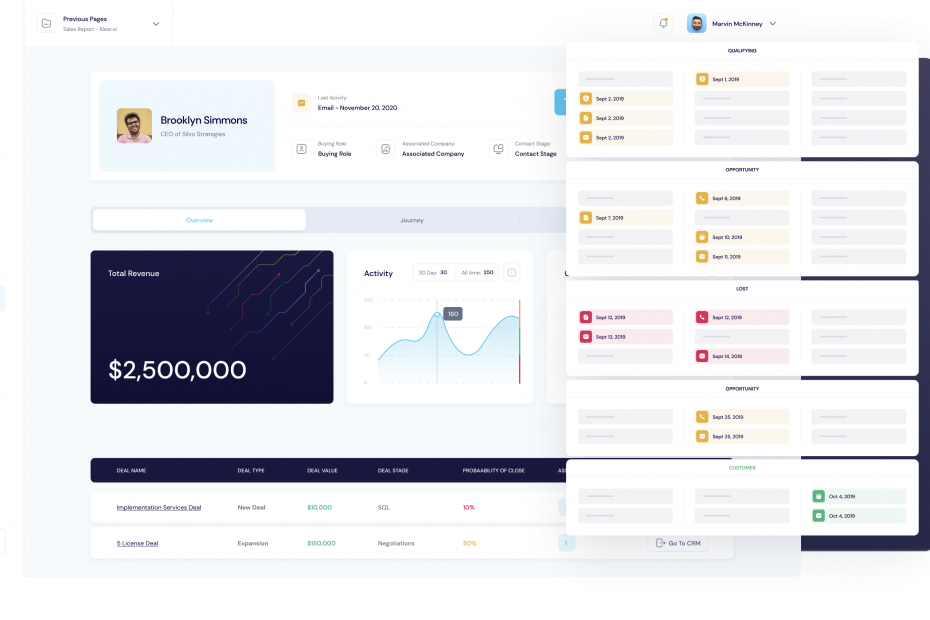 Previous Pages
Sales Report - Klear.io
Marvin McKinney
Brooklyn Simmons
CEO of Silvo Strategies
Last Acivity
Email - November 20, 2020
Buying Role
Buying Role
Associated Company
Associated Company
Contact Stage
Contact Stage
Overview
Journey
Total Revenue
$2,500,000
Activity
30 Day: 30
All time: 250
180
0
DEAL NAME
DEAL TYPE
DEAL VALUE
DEAL STAGE
PROBAABILITY OF CLOSE
Implementation Services Deal
New Deal
$10,000
SQL
10%
5 License Deal
Expansion
$150,000
Negotiations
50%
Go To CRM
QUALIFYING
Sept 1, 2019
Sept 2, 2019
Sept 2, 2019
Sept 2, 2019
OPPORTUNITY
Sept 6, 2019
Sept 7, 2019
Sept 10, 2019
Sept 11, 2019
LOST
Sept 12, 2019
Sept 12, 2019
Sept 13, 2019
Sept 14, 2019
OPPORTUNITY
Sept 25, 2019
Sept 25, 2019
CUSTOMER
Oct 4, 2019
Oct 4, 2019